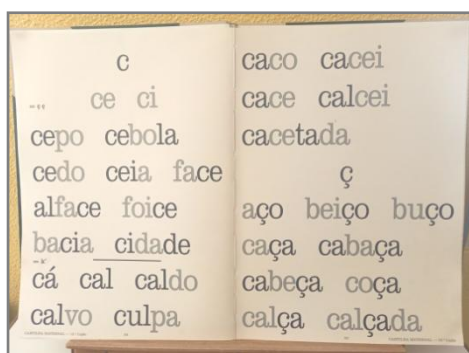 c
ce ci
cepo cebola
cedo ceia face
alface foice
bacia cidade
cá cal caldo
calvo culpa
caco cacei
cace calcei
cacetada
ç
aço beiço buço
caça cabaça
cabeça coça
calça calçada